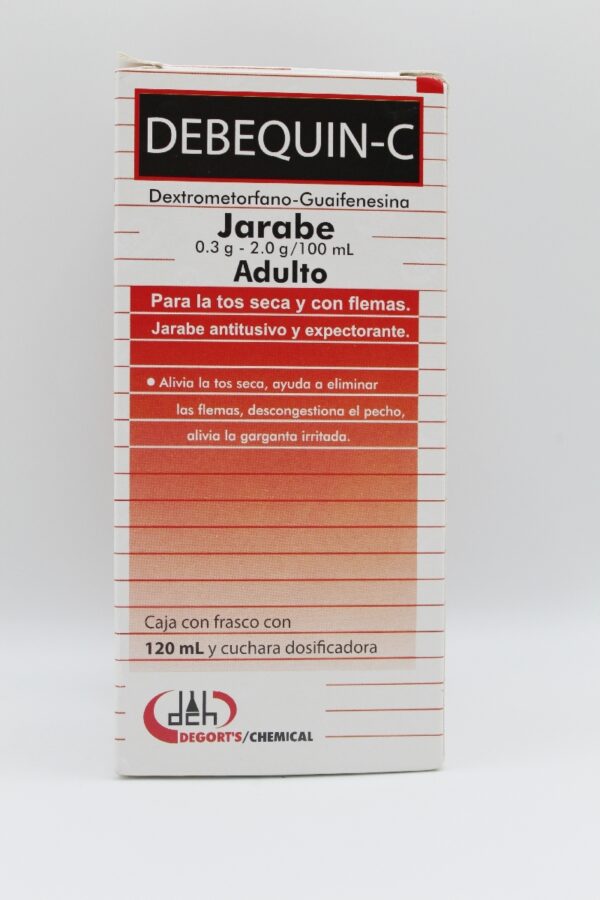 DEBEQUIN-C
Dextrometorfano-Guaifenesina
Jarabe
0.3 g - 2.0 g/100 mL
Adulto
Para la tos seca y con flemas.
Jarabe antitusivo y expectorante.
• Alivia la tos seca, ayuda a eliminar
las flemas, descongestiona el pecho,
alivia la garganta irritada.
Caja con frasco con
120 mL y cuchara dosificadora
dch
DEGORT'S/CHEMICAL